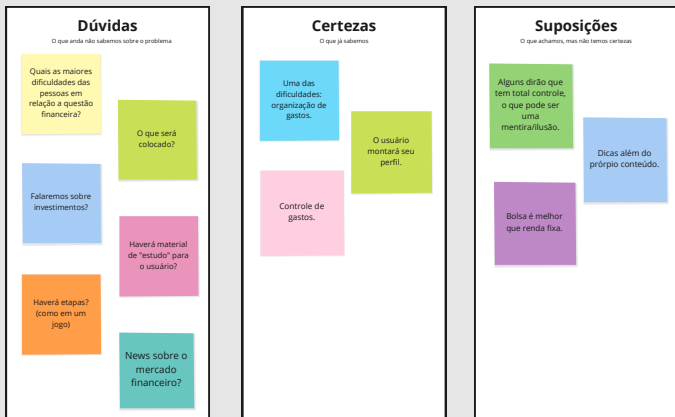 Dúvidas
O que anda não sabemos sobre o problema
Quais as maiores
dificuldades das
pessoas em
relação a questão
financeira?
O que será
colocado?
Falaremos sobre
investimentos?
Haverá material
de "estudo" para
o usuário?
Haverá etapas?
(como em um
jogo)
News sobre o
mercado
financeiro?
Certezas
O que já sabemos
Uma das
dificuldades:
organização de
gastos.
O usuário
montará seu
perfil.
Controle de
gastos.
Suposições
O que achamos, mas não temos certezas
Alguns dirão que
tem total controle,
o que pode ser
uma
mentira/ilusão.
Dicas além do
prórpio conteúdo.
Bolsa é melhor
que renda fixa.